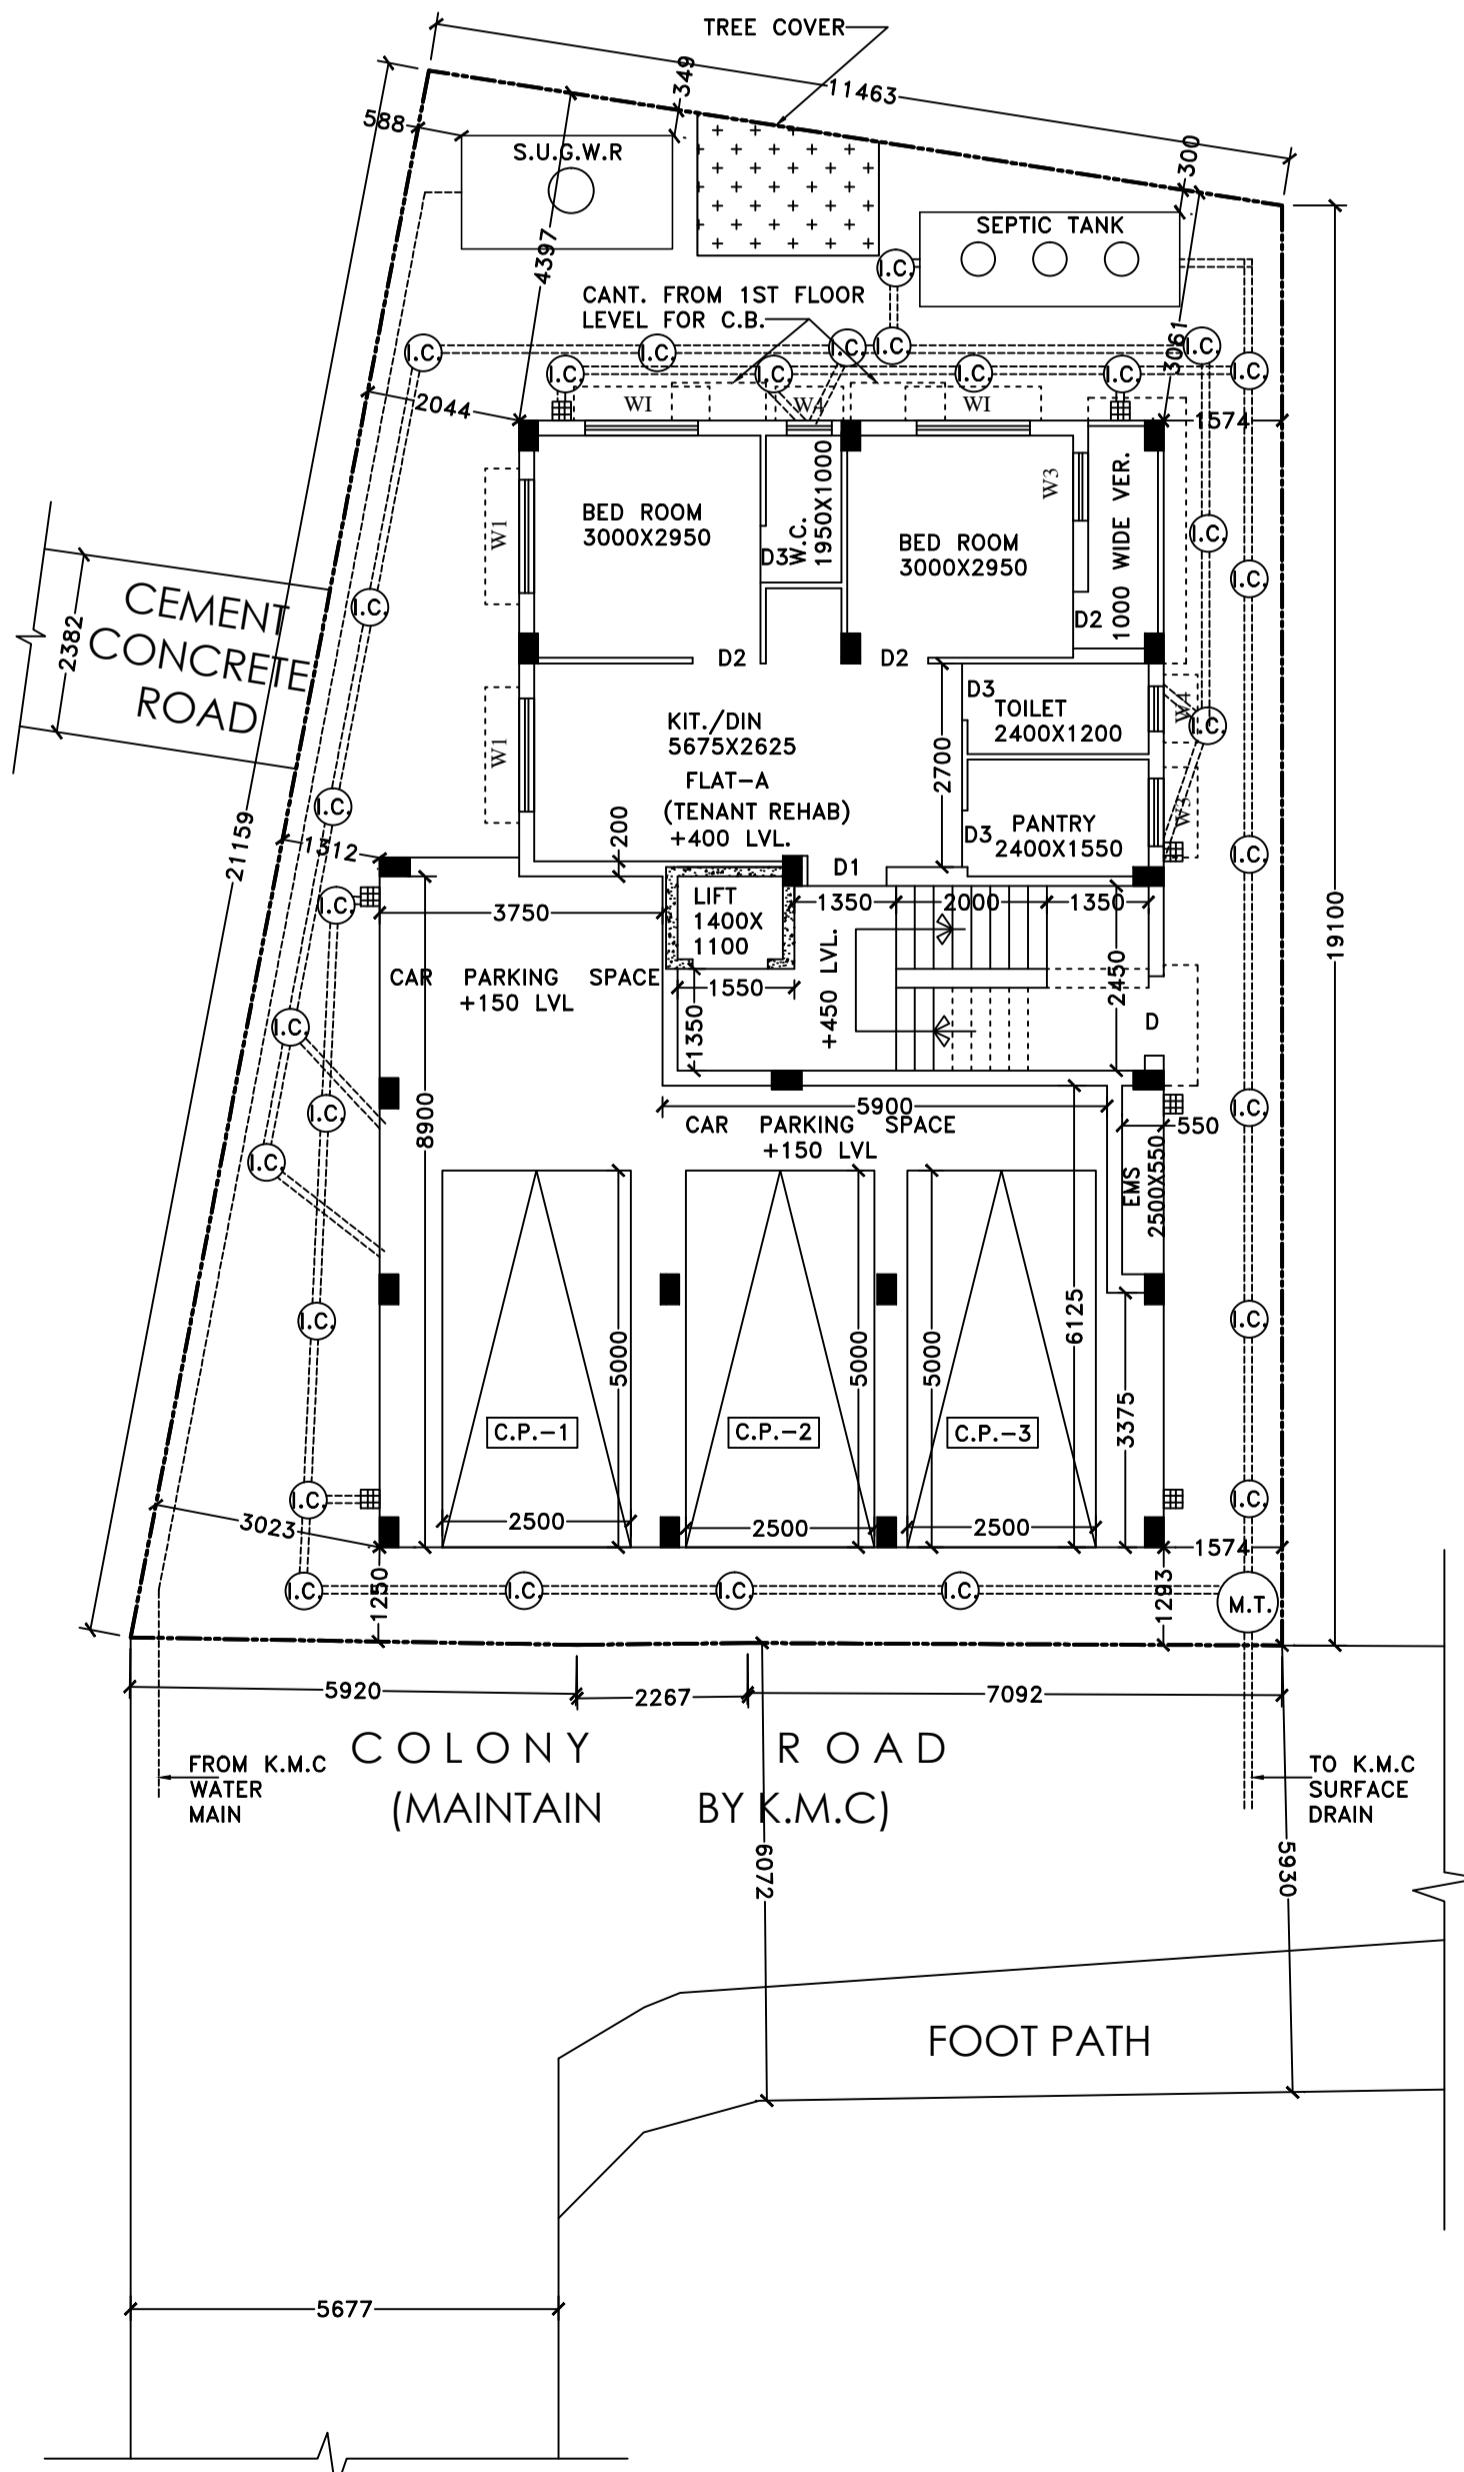 TREE COVER
349
11463
588
S.U.G.W.R
300
SEPTIC TANK
4397
I.C.
CANT. FROM 1ST FLOOR
LEVEL FOR C.B.
3061
I.C.
I.C.
I.C.
I.C.
I.C.
I.C.
I.C.
I.C.
I.C.
I.C.
2044
WI
W4
WI
1574
BED ROOM
3000X2950
W1
D3
W.C.
1950X1000
W3
BED ROOM
3000X2950
1000 WIDE VER.
I.C.
I.C.
CEMENT
CONCRETE
ROAD
2382
I.C.
D2
D2
D2
D3
TOILET
2400X1200
W4
I.C.
KIT./DIN
5675X2625
FLAT-A
(TENANT REHAB)
+400 LVL.
W1
2700
200
D3
PANTRY
2400X1550
W3
I.C.
21159
I.C.
1312
D1
19100
I.C.
3750
LIFT
1400X
1100
1350
2000
1350
CAR PARKING SPACE
+150 LVL
1550
+450 LVL.
2450
I.C.
1350
D
8900
I.C.
5900
CAR PARKING SPACE
+150 LVL
550
I.C.
I.C.
EMS
2500X550
I.C.
5000
5000
5000
6125
I.C.
3375
C.P.-1
C.P.-2
C.P.-3
I.C.
I.C.
3023
2500
2500
2500
1574
1250
1293
I.C.
I.C.
I.C.
I.C.
M.T.
5920
2267
7092
COLONY ROAD
(MAINTAIN BY K.M.C)
FROM K.M.C
WATER
MAIN
TO K.M.C
SURFACE
DRAIN
6072
5930
FOOT PATH
5677